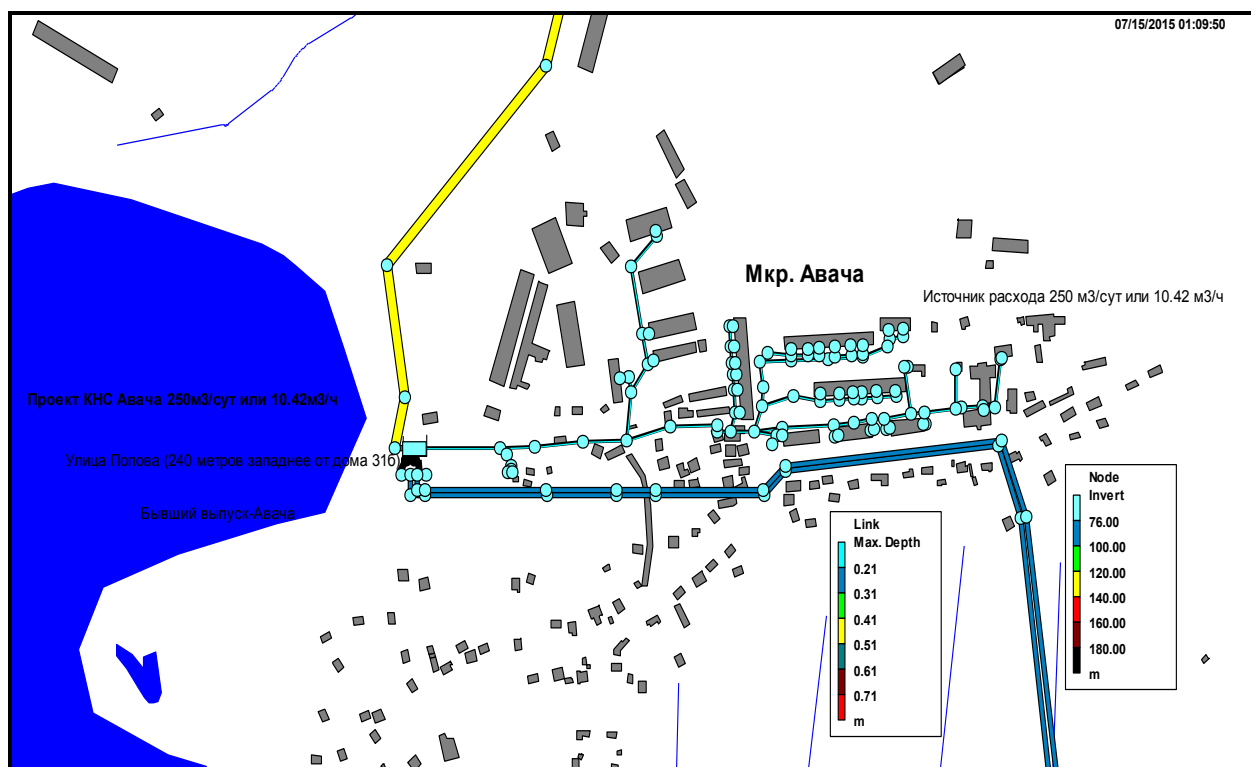 07/15/2015 01:09:50
Мкр. Авача
Источник расхода 250 м3/сут или 10.42 м3/ч
Проект КНС Авача 250м3/сут или 10.42м3/ч
Улица Попова (240 метров западнее от дома 31б)
Бывший выпуск-Авача
Link
Max. Depth
0.21
0.31
0.41
0.51
0.61
0.71
m
Node
Invert
76.00
100.00
120.00
140.00
160.00
180.00
m